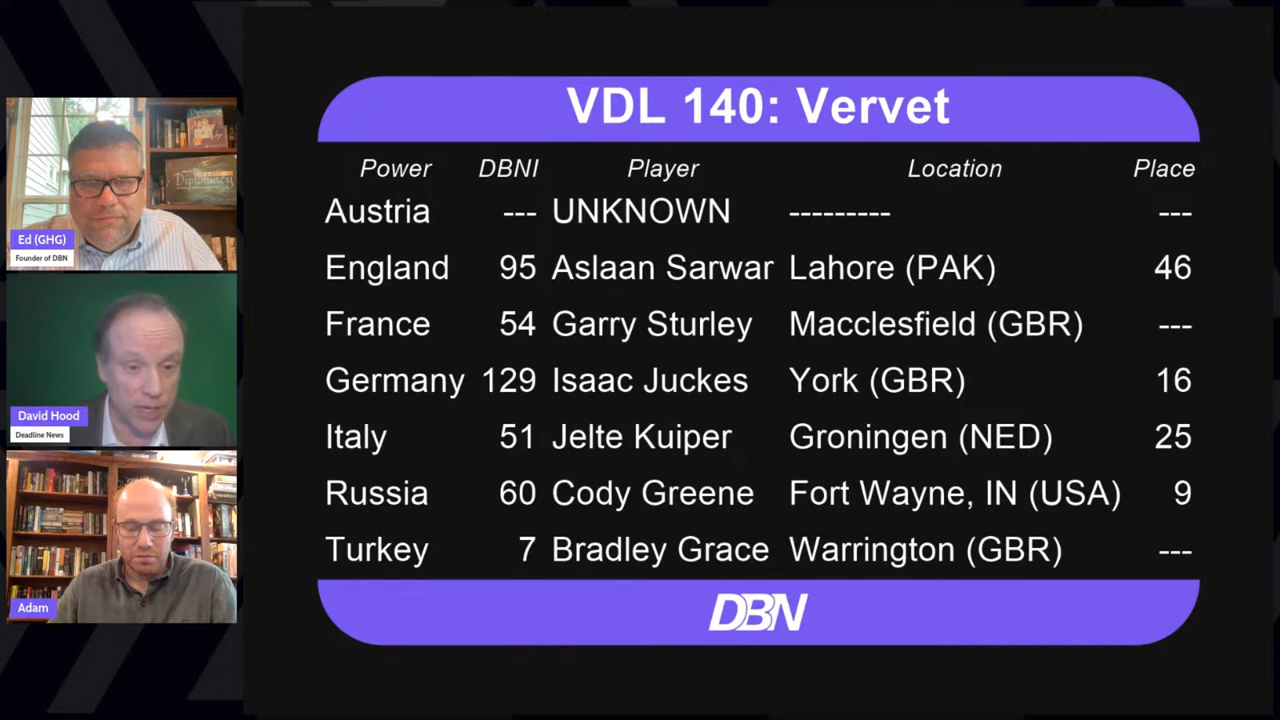 VDL 140: Vervet
Power DBNI Player Location Place
Austria --- UNKNOWN --------- ---
England 95 Aslaan Sarwar Lahore (PAK) 46
France 54 Garry Sturley Macclesfield (GBR) ---
Germany 129 Isaac Juckes York (GBR) 16
Italy 51 Jelte Kuiper Groningen (NED) 25
Russia 60 Cody Greene Fort Wayne, IN (USA) 9
Turkey 7 Bradley Grace Warrington (GBR) ---
DBN
Diplomacy
Diplomacy
Ed (GHG)
Founder of DBN
David Hood
Deadline News
Adam